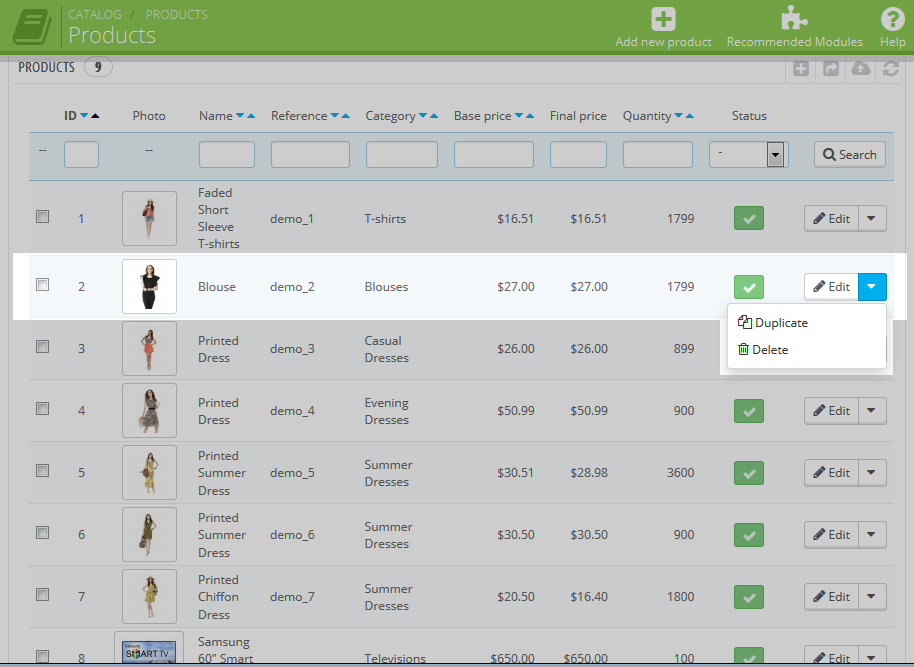 CATALOG / PRODUCTS
Products
Add new product
Recommended Modules
Help
PRODUCTS 9
ID Photo Name Reference Category Base price Final price Quantity Status
-- -- - Search
1 Faded Short Sleeve T-shirts demo_1 T-shirts $16.51 $16.51 1799 Edit
2 Blouse demo_2 Blouses $27.00 $27.00 1799 Edit
Duplicate
Delete
3 Printed Dress demo_3 Casual Dresses $26.00 $26.00 899
4 Printed Dress demo_4 Evening Dresses $50.99 $50.99 900 Edit
5 Printed Summer Dress demo_5 Summer Dresses $30.51 $28.98 3600 Edit
6 Printed Summer Dress demo_6 Summer Dresses $30.50 $30.50 900 Edit
7 Printed Chiffon Dress demo_7 Summer Dresses $20.50 $16.40 1800 Edit
8 SMART TV Samsung 60" Smart Televisions $650.00 $650.00 100 Edit